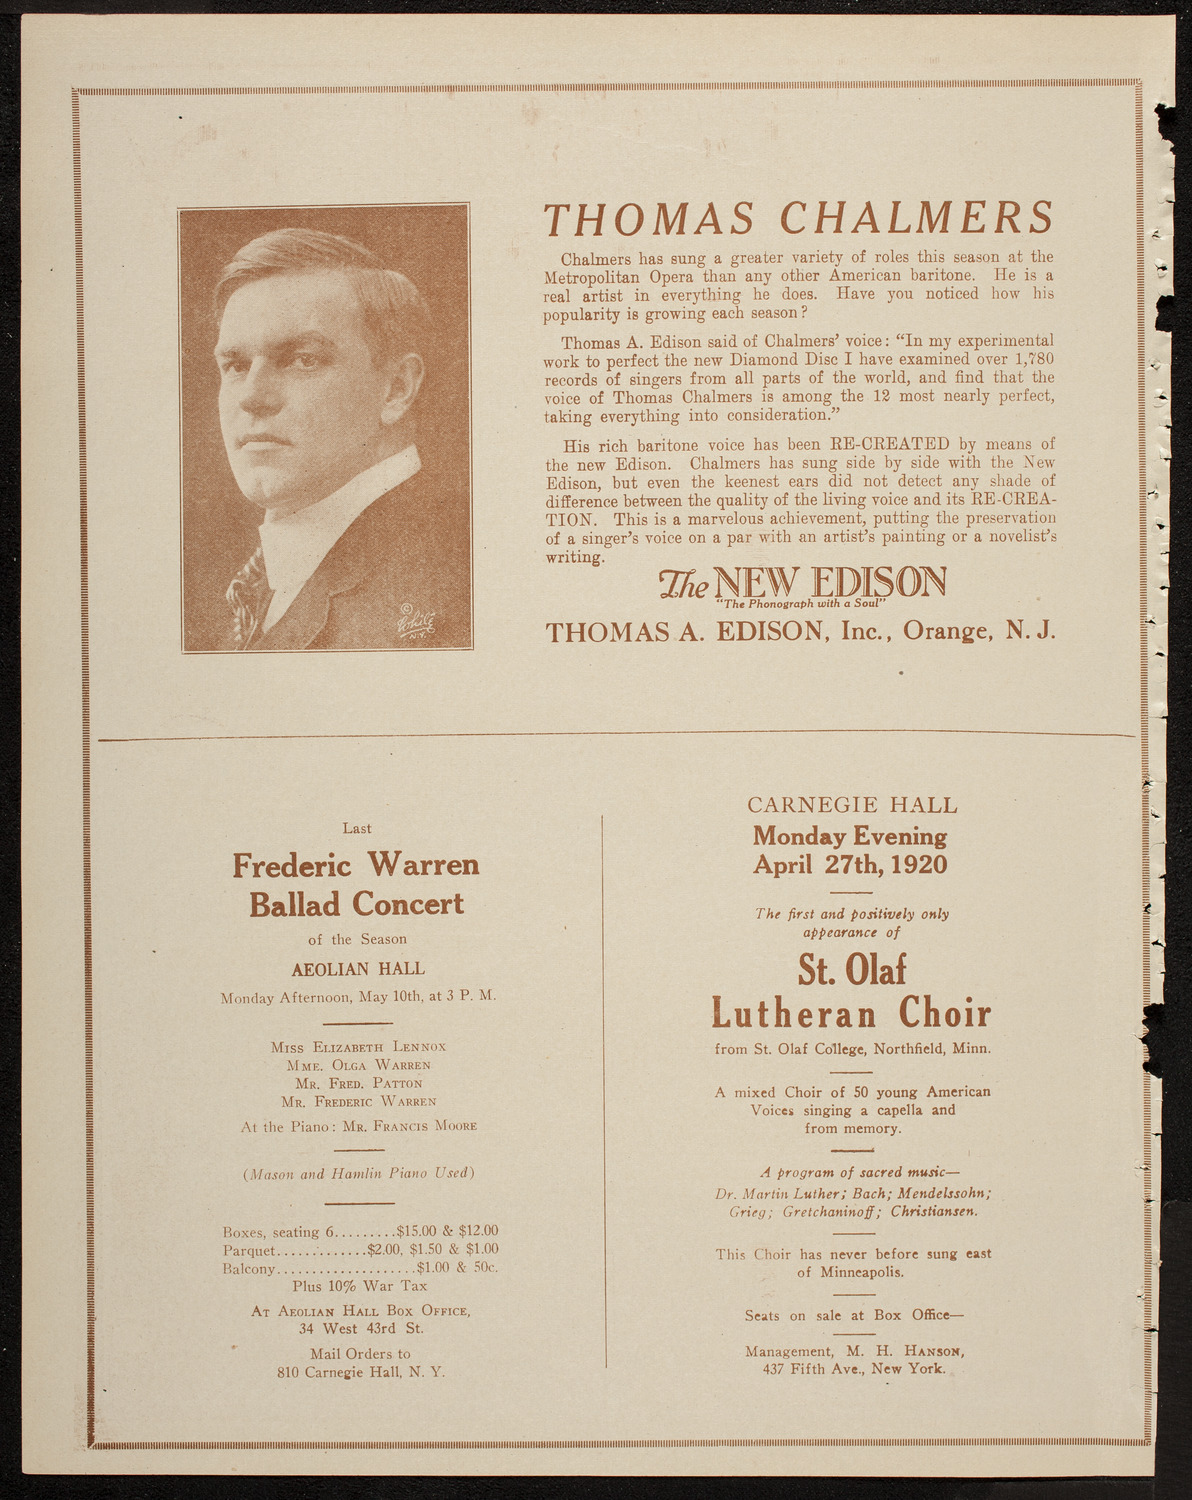 THOMAS CHALMERS
Chalmers has sung a greater variety of roles this season at the
Metropolitan Opera than any other American baritone. He is a
real artist in everything he does. Have you noticed how his
popularity is growing each season?
Thomas A. Edison said of Chalmers' voice: "In my experimental
work to perfect the new Diamond Disc I have examined over 1,780
records of singers from all parts of the world, and find that the
voice of Thomas Chalmers is among the 12 most nearly perfect,
taking everything into consideration."
His rich baritone voice has been RE-CREATED by means of
the new Edison. Chalmers has sung side by side with the New
Edison, but even the keenest ears did not detect any shade of
difference between the quality of the living voice and its RE-CREA-
TION. This is a marvelous achievement, putting the preservation
of a singer's voice on a par with an artist's painting or a novelist's
writing.
The NEW EDISON
"The Phonograph with a Soul"
THOMAS A. EDISON, Inc., Orange, N. J.
© White
N.Y.
Last
Frederic Warren
Ballad Concert
of the Season
AEOLIAN HALL
Monday Afternoon, May 10th, at 3 P. M.
MISS ELIZABETH LENNOX
MME. OLGA WARREN
MR. FRED. PATTON
MR. FREDERIC WARREN
At the Piano: MR. FRANCIS MOORE
(Mason and Hamlin Piano Used)
Boxes, seating 6.........$15.00 & $12.00
Parquet.............$2.00, $1.50 & $1.00
Balcony....................$1.00 & 50c.
Plus 10% War Tax
AT AEOLIAN HALL BOX OFFICE,
34 West 43rd St.
Mail Orders to
810 Carnegie Hall, N. Y.
CARNEGIE HALL
Monday Evening
April 27th, 1920
The first and positively only
appearance of
St. Olaf
Lutheran Choir
from St. Olaf College, Northfield, Minn.
A mixed Choir of 50 young American
Voices singing a capella and
from memory.
A program of sacred music—
Dr. Martin Luther; Bach; Mendelssohn;
Grieg; Gretchaninoff; Christiansen.
This Choir has never before sung east
of Minneapolis.
Seats on sale at Box Office—
Management, M. H. HANSON,
437 Fifth Ave., New York.